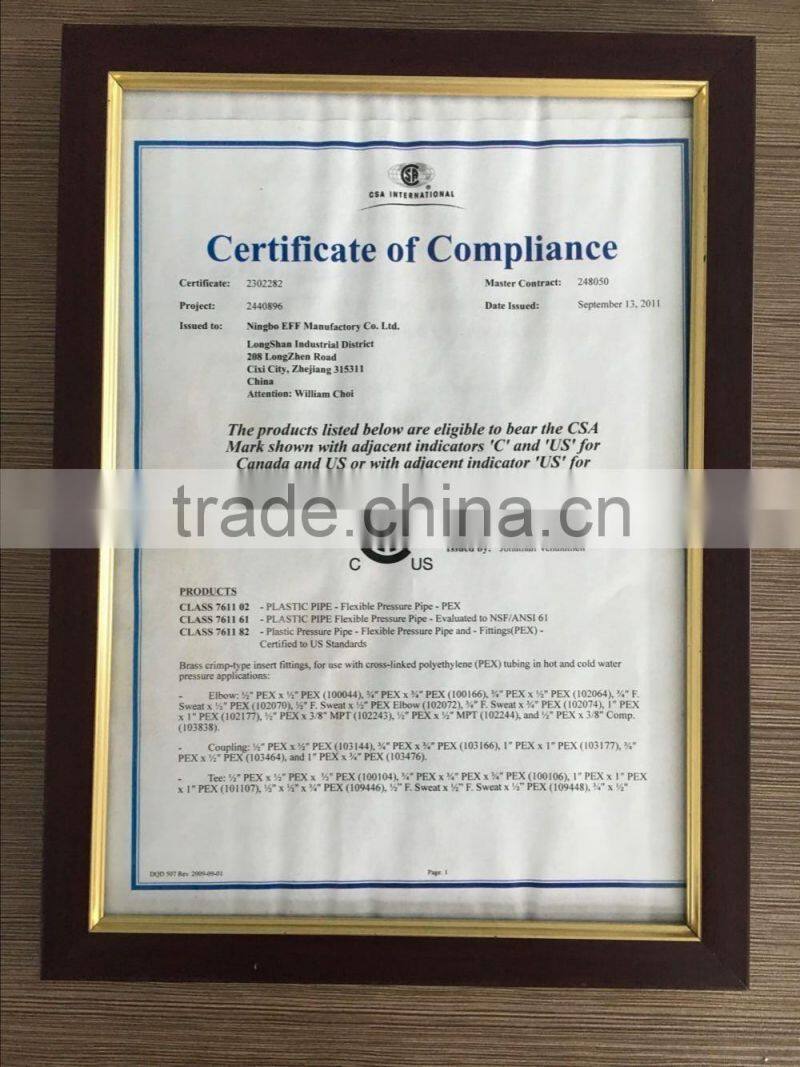 CSA INTERNATIONAL
Certificate of Compliance
Certificate: 2302282 Master Contract: 248050
Project: 2440896 Date Issued: September 13, 2011
Issued to: Ningbo EFF Manufactory Co. Ltd.
LongShan Industrial District
208 LongZhen Road
Cixi City, Zhejiang 315311
China
Attention: William Choi
The products listed below are eligible to bear the CSA
Mark shown with adjacent indicators 'C' and 'US' for
Canada and US or with adjacent indicator 'US' for
trade.china.cn
Issued by: Jonathan
C US
PRODUCTS
CLASS 7611 02 - PLASTIC PIPE - Flexible Pressure Pipe - PEX
CLASS 7611 61 - PLASTIC PIPE Flexible Pressure Pipe - Evaluated to NSF/ANSI 61
CLASS 7611 82 - Plastic Pressure Pipe - Flexible Pressure Pipe and - Fittings(PEX) -
Certified to US Standards
Brass crimp-type insert fittings, for use with cross-linked polyethylene (PEX) tubing in hot and cold water
pressure applications:
- Elbow: ½" PEX x ½" PEX (100044), ¾" PEX x ¾" PEX (100166), ¾" PEX x ½" PEX (102064), ¾" F.
Sweat x ½" PEX (102070), ½" F. Sweat x ½" PEX Elbow (102072), ¾" F. Sweat x ¾" PEX (102074), 1" PEX
x 1" PEX (102177), ½" PEX x 3/8" MPT (102243), ½" PEX x ½" MPT (102244), and ½" PEX x 3/8" Comp.
(103838).
- Coupling: ½" PEX x ½" PEX (103144), ¾" PEX x ¾" PEX (103166), 1" PEX x 1" PEX (103177), ¾"
PEX x ½" PEX (103464), and 1" PEX x ¾" PEX (103476).
- Tee: ½" PEX x ½" PEX x ½" PEX (100104), ¾" PEX x ¾" PEX x ¾" PEX (100106), 1" PEX x 1" PEX
x 1" PEX (101107), ½" x ½" x ¾" PEX (109446), ½" F. Sweat x ½" F. Sweat x ½" PEX (109448), ¾" x ½"
DQD 507 Rev. 2009-09-01 Page: 1